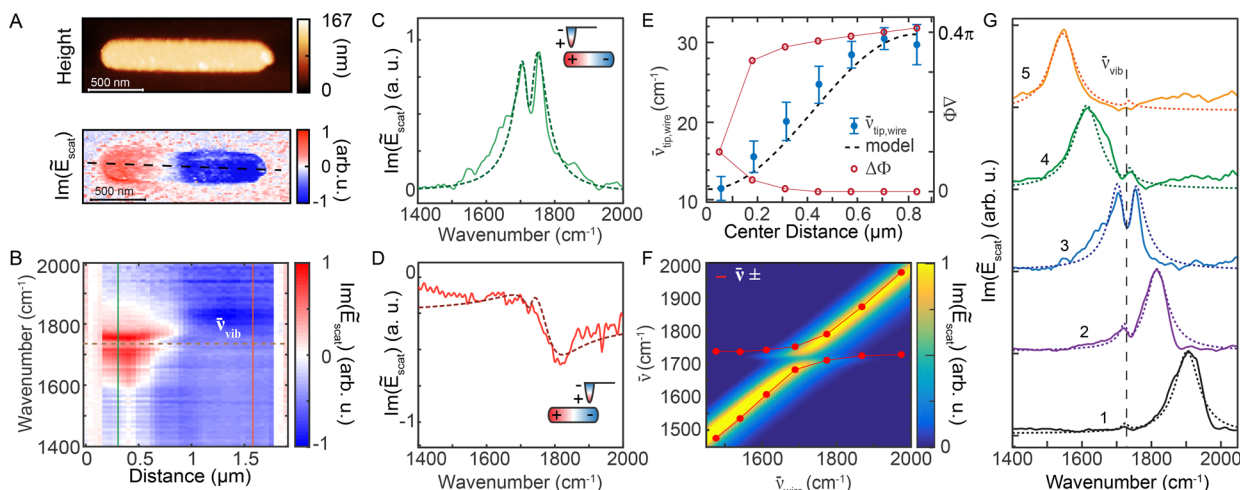 A
Height
500 nm
167
(nm)
0
Im(Ẽscat)
500 nm
1
0
-1
(arb. u.)
B
Wavenumber (cm⁻¹)
2000
1800
1600
1400
ν̄vib
0 0.5 1 1.5
Distance (μm)
1
0
-1
Im(Ẽscat) (arb. u.)
C
Im(Ẽscat) (a. u.)
1
0
+ -
+ -
1400 1600 1800 2000
Wavenumber (cm⁻¹)
D
Im(Ẽscat) (a. u.)
0
-1
- +
+ -
1400 1600 1800 2000
Wavenumber (cm⁻¹)
E
ν̄tip,wire (cm⁻¹)
30
20
10
0.4π
0
ΔΦ
ν̄tip,wire
model
ΔΦ
0 0.2 0.4 0.6 0.8
Center Distance (μm)
F
ν̄ ±
ν̄ (cm⁻¹)
2000
1900
1800
1700
1600
1500
1500 1600 1700 1800 1900 2000
ν̄wire (cm⁻¹)
1
0
Im(Ẽscat) (arb. u.)
G
Im(Ẽscat) (arb. u.)
ν̄vib
5
4
3
2
1
1400 1600 1800 2000
Wavenumber (cm⁻¹)